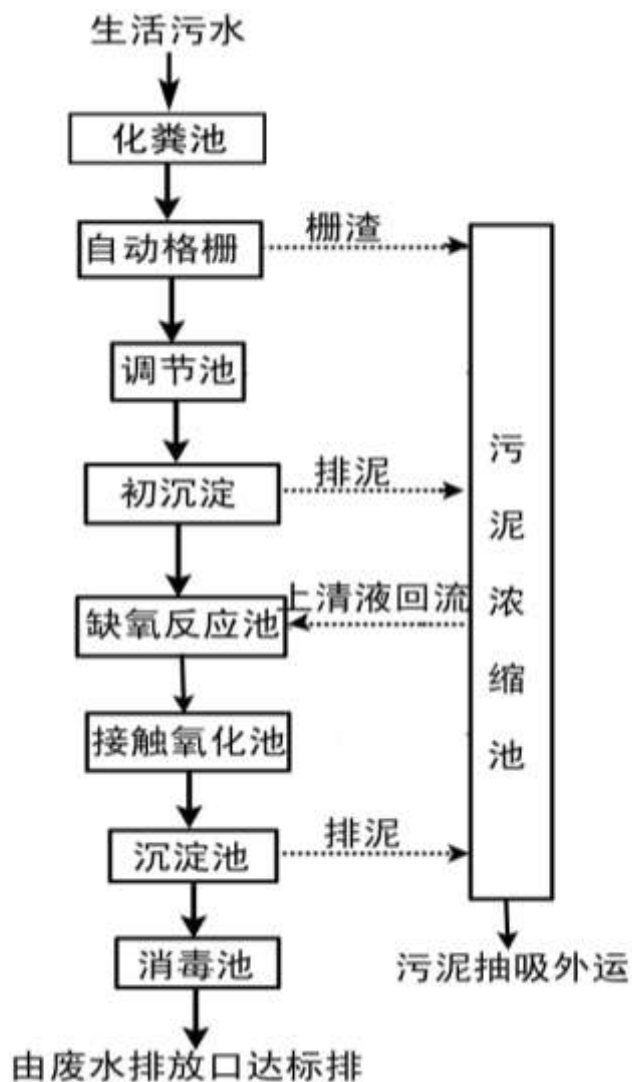 生活污水
化粪池
自动格栅
栅渣
调节池
初沉淀
排泥
上清液回流
缺氧反应池
接触氧化池
沉淀池
排泥
消毒池
由废水排放口达标排
污泥浓缩池
污泥抽吸外运